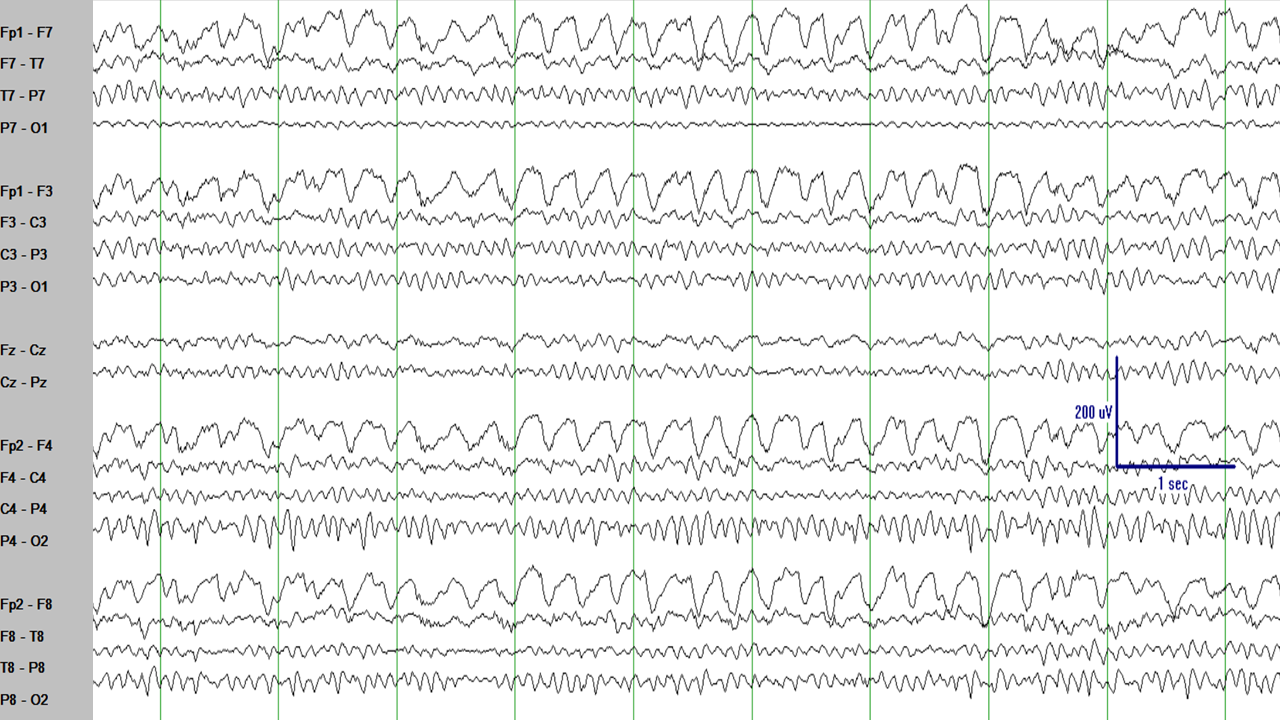 Fp1 - F7
F7 - T7
T7 - P7
P7 - O1
Fp1 - F3
F3 - C3
C3 - P3
P3 - O1
Fz - Cz
Cz - Pz
200 uV
Fp2 - F4
F4 - C4
1 sec
C4 - P4
P4 - O2
Fp2 - F8
F8 - T8
T8 - P8
P8 - O2